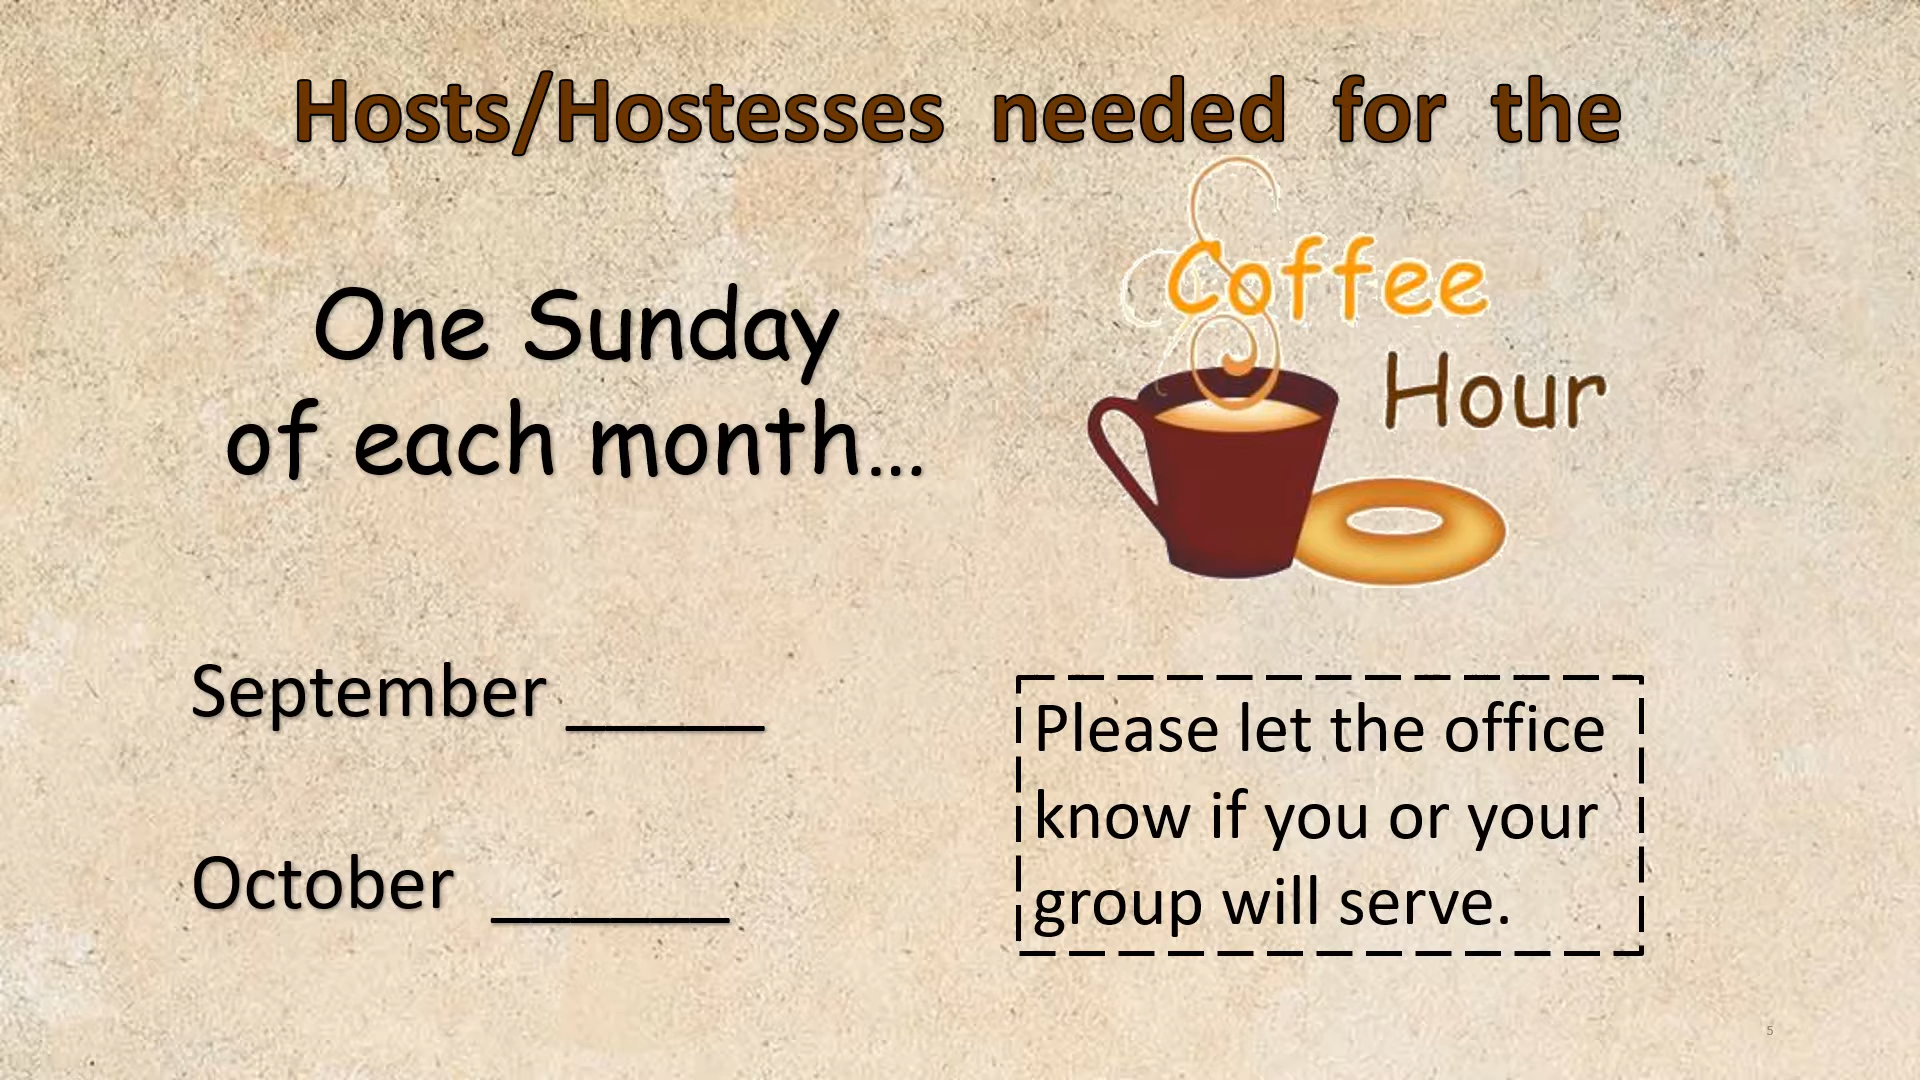 Hosts/Hostesses needed for the
Coffee
Hour
One Sunday
of each month...
September _____
October ______
Please let the office
know if you or your
group will serve.
5